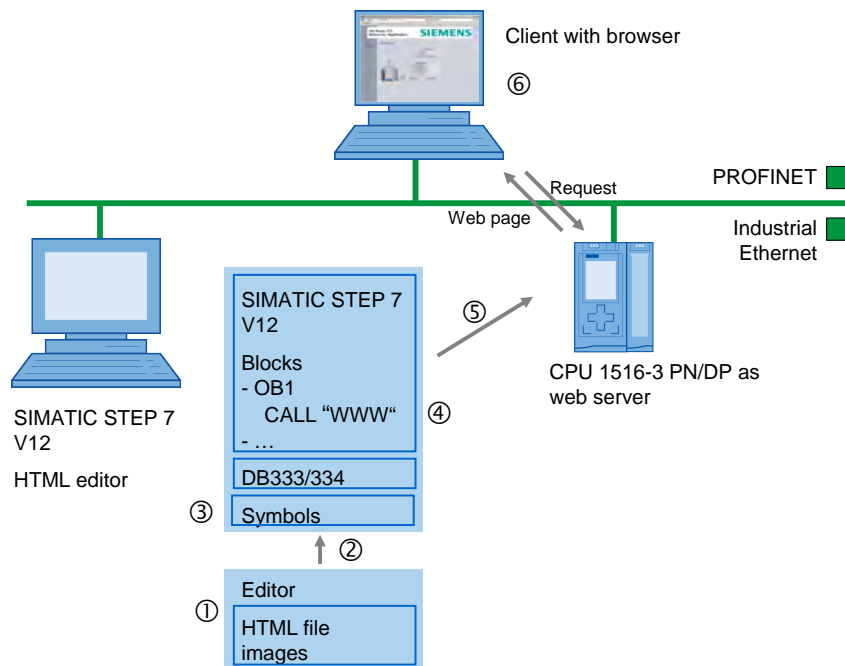 SIEMENS
Client with browser
⑥
Request
PROFINET
Web page
Industrial
Ethernet
SIMATIC STEP 7
V12
Blocks
- OB1
CALL “WWW“
- …
④
⑤
CPU 1516-3 PN/DP as
web server
SIMATIC STEP 7
V12
HTML editor
DB333/334
③
Symbols
②
①
Editor
HTML file
images